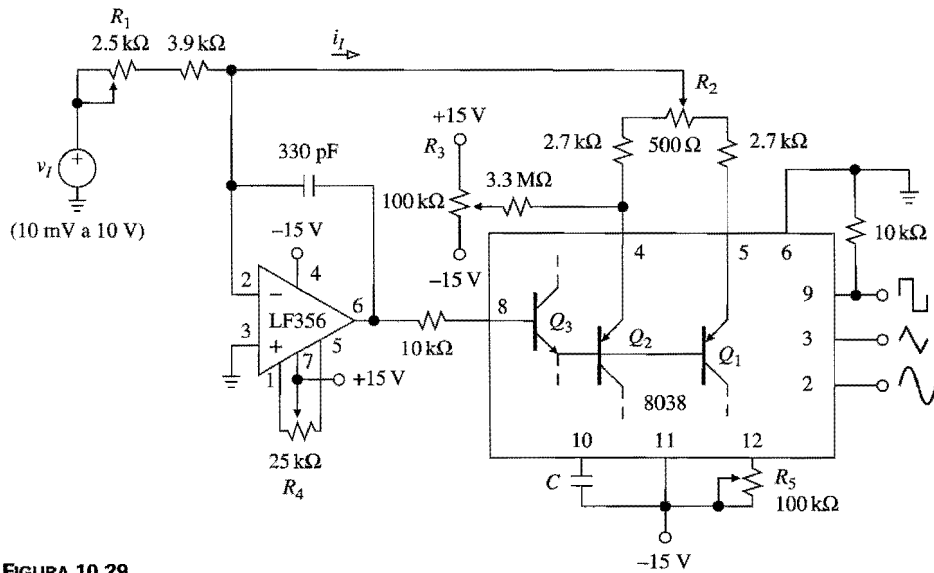 R1
2.5 kΩ
3.9 kΩ
iI
R2
+15 V
R3
2.7 kΩ
500 Ω
2.7 kΩ
330 pF
vI
+
100 kΩ
3.3 MΩ
10 kΩ
(10 mV a 10 V)
−15 V
−15 V
4
5
6
2
4
−
6
8
Q3
9
LF356
3
+
5
10 kΩ
Q2
Q1
3
7
1
+15 V
2
8038
25 kΩ
R4
10
11
12
C
R5
100 kΩ
−15 V
FIGURA 10.29